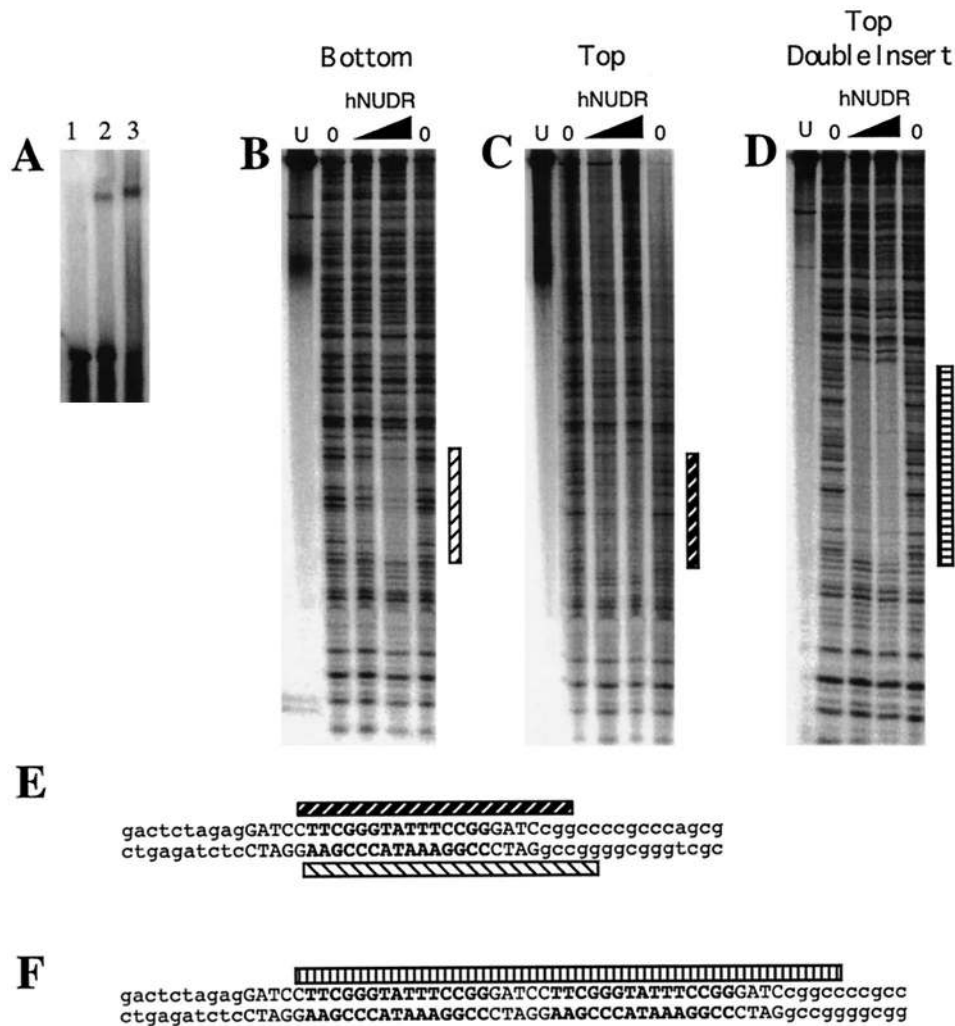 Bottom
Top
Top
Double Insert
hNUDR
hNUDR
hNUDR
1 2 3
U 0 0
U 0 0
U 0 0
A
B
C
D
E
gactctagagGATCCTTCGGGTATTTCCGGGATCcggccccgcccagcg
ctgagatctcCTAGGAAGCCCATAAAGGCCCTAGgccggggcgggtcgc
F
gactctagagGATCCTTCGGGTATTTCCGGGATCCTTCGGGTATTTCCGGGATCcggccccgcc
ctgagatctcCTAGGAAGCCCATAAAGGCCCTAGGAAGCCCATAAAGGCCCTAGgccggggcgg